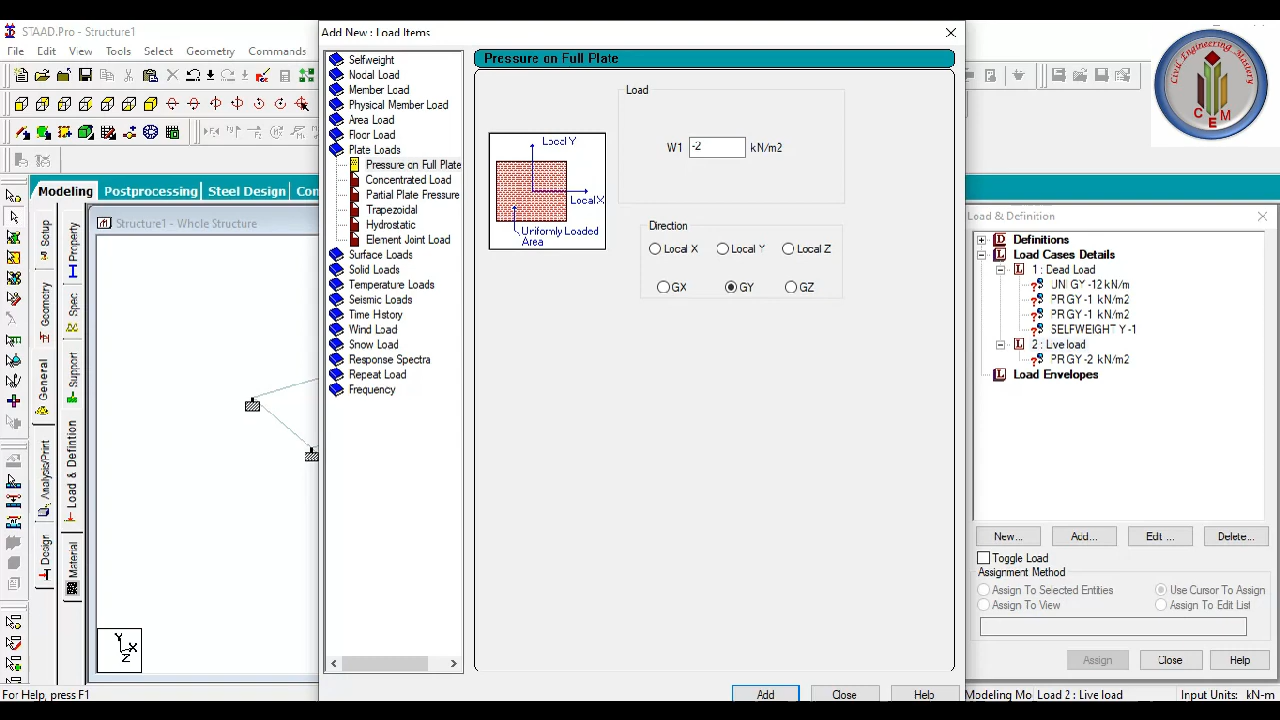 STAAD.Pro - Structure1
File Edit View Tools Select Geometry Commands
Modeling Postprocessing Steel Design
Structure1 - Whole Structure
Setup
Geometry
General
Analysis/Print
Design
Property
Spec
Support
Load & Definition
Material
Y
X
Z
For Help, press F1
Add New : Load Items
Selfweight
Nodal Load
Member Load
Physical Member Load
Area Load
Floor Load
Plate Loads
Pressure on Full Plate
Concentrated Load
Partial Plate Pressure
Trapezoidal
Hydrostatic
Element Joint Load
Surface Loads
Solid Loads
Temperature Loads
Seismic Loads
Time History
Wind Load
Snow Load
Response Spectra
Repeat Load
Frequency
Pressure on Full Plate
Load
W1 -2 kN/m2
Local Y
Local X
Uniformly Loaded
Area
Direction
Local X Local Y Local Z
GX GY GZ
Add Close Help
Civil Engineering Mastery
CEM
Load & Definition
Definitions
Load Cases Details
1 : Dead Load
UNI GY -12 kN/m
PR GY -1 kN/m2
PR GY -1 kN/m2
SELFWEIGHT Y -1
2 : Live load
PR GY -2 kN/m2
Load Envelopes
New... Add... Edit ... Delete...
Toggle Load
Assignment Method
Assign To Selected Entities Use Cursor To Assign
Assign To View Assign To Edit List
Assign Close Help
Modeling Mo Load 2 : Live load Input Units: kN-m